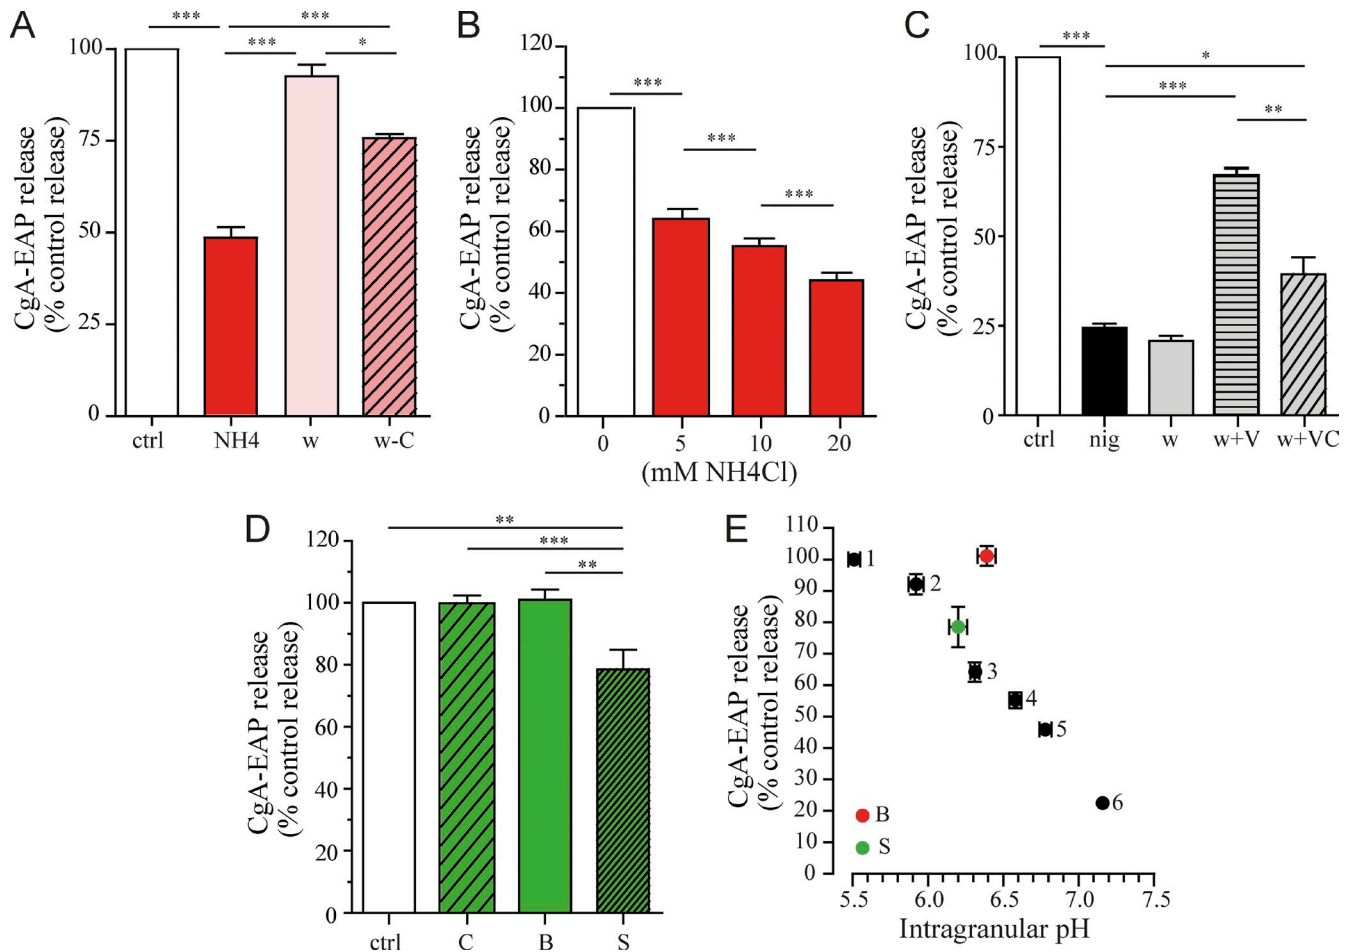 A
***
***
***
*
CgA-EAP release
(% control release)
100
75
50
25
0
ctrl
NH4
w
w-C
B
***
***
***
CgA-EAP release
(% control release)
120
100
80
60
40
20
0
0
5
10
20
(mM NH4Cl)
C
***
*
***
**
CgA-EAP release
(% control release)
100
75
50
25
0
ctrl
nig
w
w+V
w+VC
D
**
***
**
CgA-EAP release
(% control release)
120
100
80
60
40
20
0
ctrl
C
B
S
E
CgA-EAP release
(% control release)
110
100
90
80
70
60
50
40
30
20
10
0
1
2
3
4
5
6
B
S
5.5
6.0
6.5
7.0
7.5
Intragranular pH